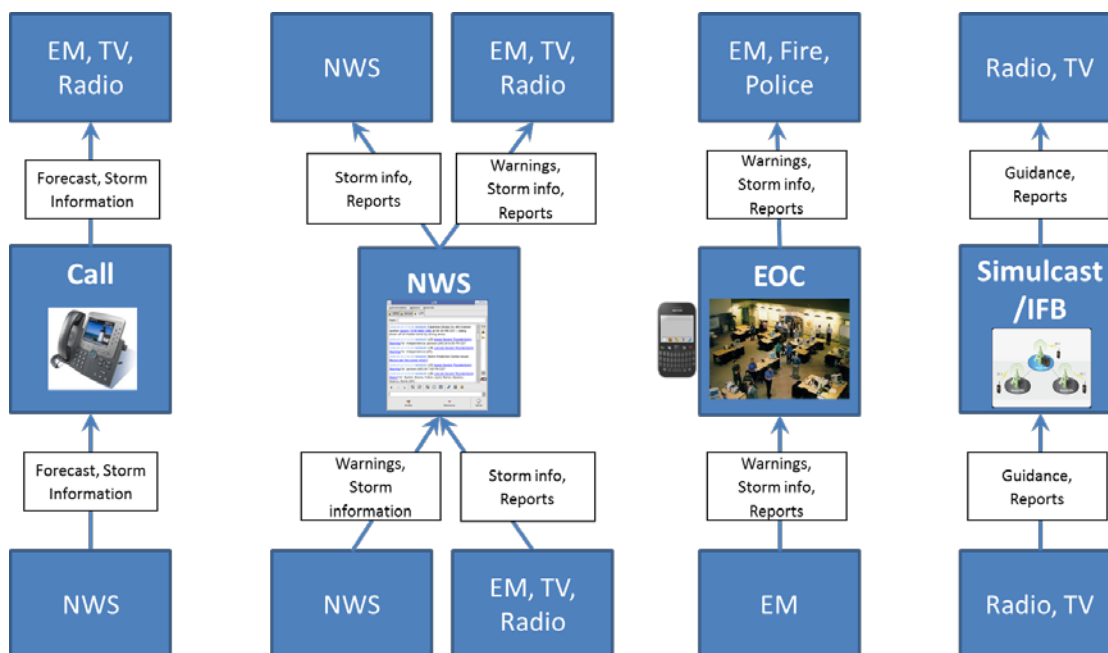 EM, TV,
Radio
NWS
EM, TV,
Radio
EM, Fire,
Police
Radio, TV
Forecast, Storm
Information
Storm info,
Reports
Warnings,
Storm info,
Reports
Warnings,
Storm info,
Reports
Guidance,
Reports
Call
NWS
EOC
Simulcast
/IFB
Forecast, Storm
Information
Warnings,
Storm
information
Storm info,
Reports
Warnings,
Storm info,
Reports
Guidance,
Reports
NWS
NWS
EM, TV,
Radio
EM
Radio, TV